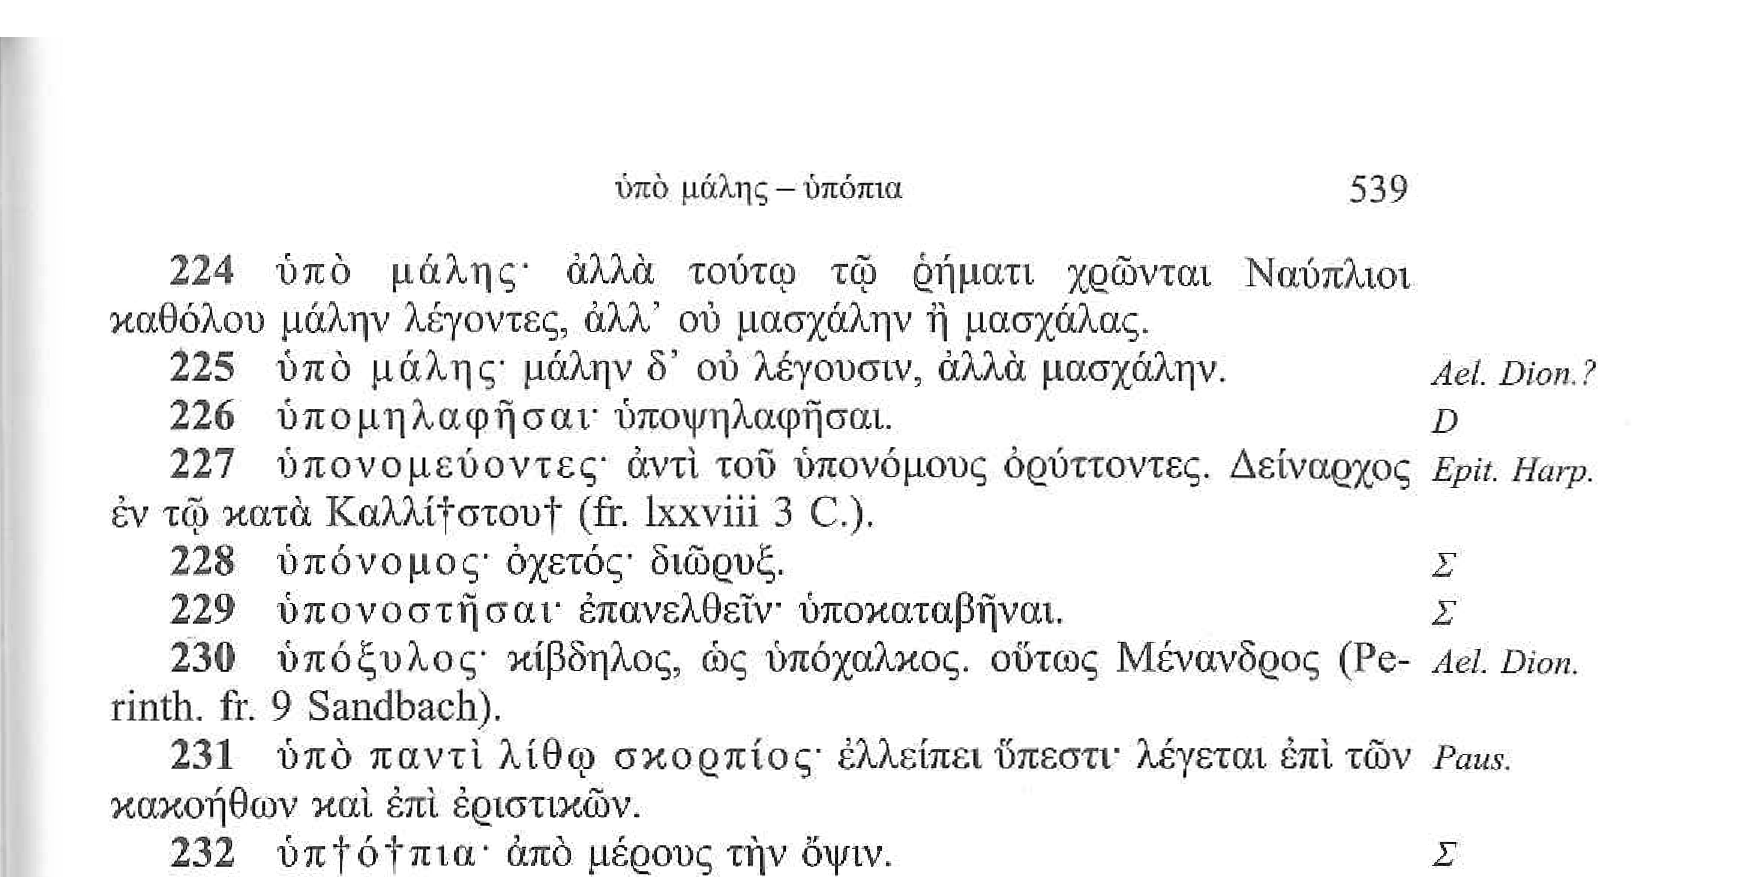 ὑπὸ μάλης – ὑπόπια 539
224 ὑπὸ μάλης· ἀλλὰ τούτῳ τῷ ῥήματι χρῶνται Ναύπλιοι
καθόλου μάλην λέγοντες, ἀλλ’ οὐ μασχάλην ἢ μασχάλας.
225 ὑπὸ μάλης· μάλην δ’ οὐ λέγουσιν, ἀλλὰ μασχάλην. Ael. Dion.?
226 ὑπομηλαφῆσαι· ὑποψηλαφῆσαι. D
227 ὑπονομεύοντες· ἀντὶ τοῦ ὑπονόμους ὀρύττοντες. Δείναρχος Epit. Harp.
ἐν τῷ κατὰ Καλλί†στου† (fr. lxxviii 3 C.).
228 ὑπόνομος· ὀχετός· διῶρυξ. Σ
229 ὑπονοστῆσαι· ἐπανελθεῖν· ὑποκαταβῆναι. Σ
230 ὑπόξυλος· κίβδηλος, ὡς ὑπόχαλκος. οὕτως Μένανδρος (Pe- Ael. Dion.
rinth. fr. 9 Sandbach).
231 ὑπὸ παντὶ λίθῳ σκορπίος· ἐλλείπει ὕπεστι· λέγεται ἐπὶ τῶν Paus.
κακοήθων καὶ ἐπὶ ἐριστικῶν.
232 ὑπ†ό†πια· ἀπὸ μέρους τὴν ὄψιν. Σ